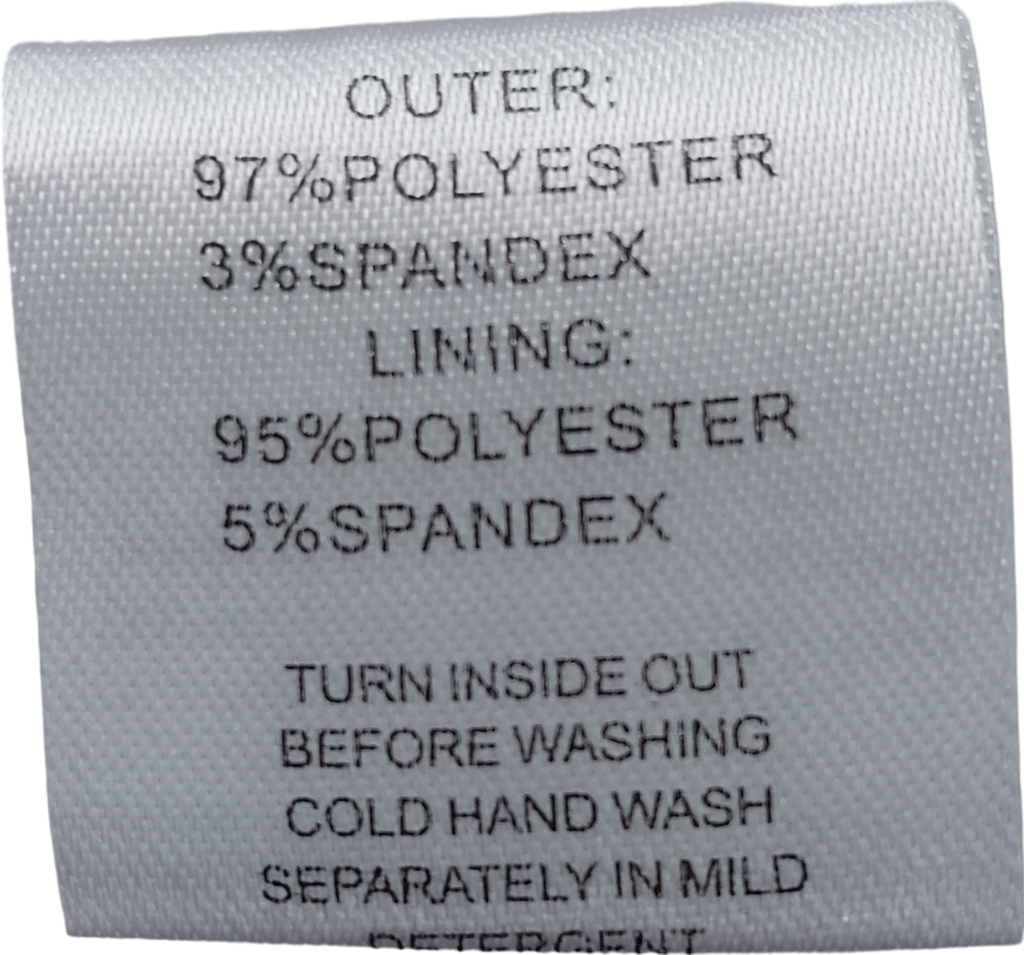 OUTER:
97%POLYESTER
3%SPANDEX
LINING:
95%POLYESTER
5%SPANDEX
TURN INSIDE OUT
BEFORE WASHING
COLD HAND WASH
SEPARATELY IN MILD
DETERGENT